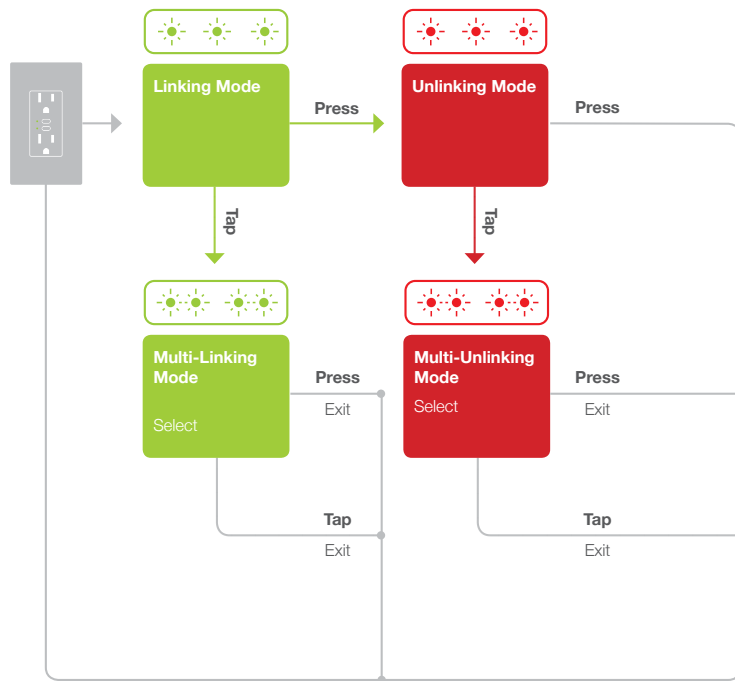 Linking Mode
Press
Unlinking Mode
Press
Tap
Tap
Multi-Linking
Mode
Select
Press
Exit
Multi-Unlinking
Mode
Select
Press
Exit
Tap
Exit
Tap
Exit